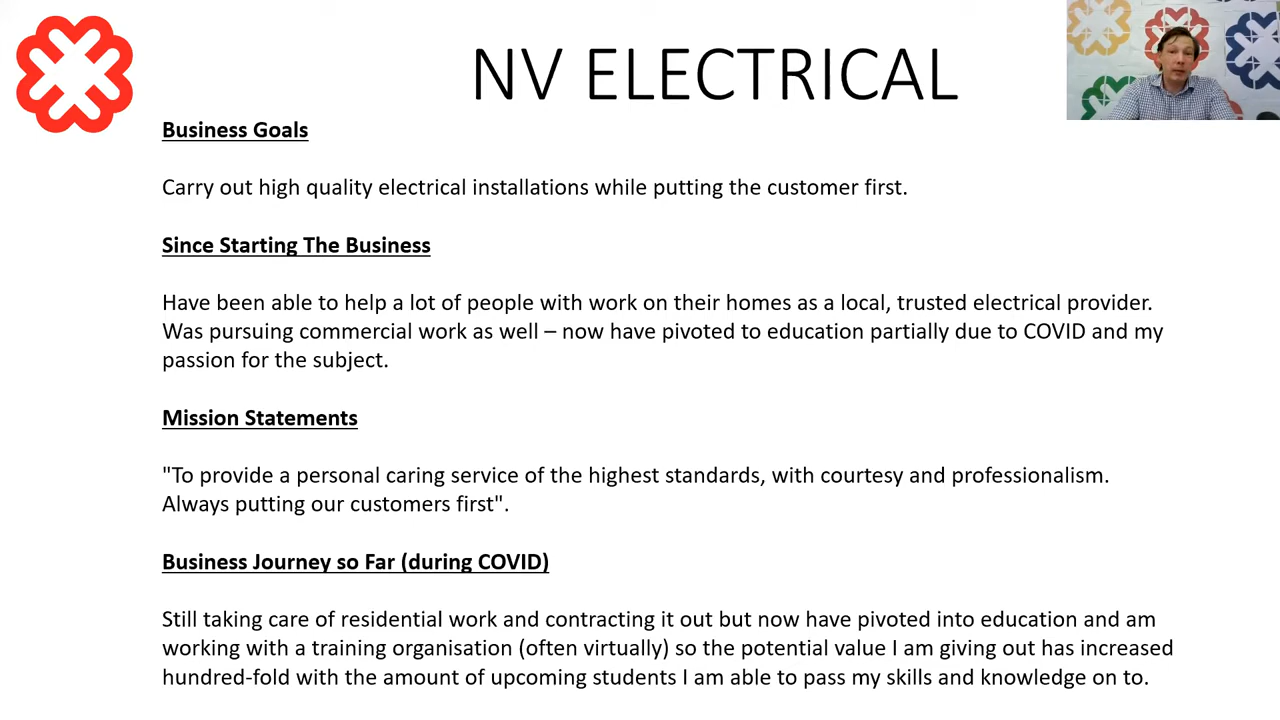 NV ELECTRICAL
Business Goals
Carry out high quality electrical installations while putting the customer first.
Since Starting The Business
Have been able to help a lot of people with work on their homes as a local, trusted electrical provider.
Was pursuing commercial work as well – now have pivoted to education partially due to COVID and my
passion for the subject.
Mission Statements
"To provide a personal caring service of the highest standards, with courtesy and professionalism.
Always putting our customers first".
Business Journey so Far (during COVID)
Still taking care of residential work and contracting it out but now have pivoted into education and am
working with a training organisation (often virtually) so the potential value I am giving out has increased
hundred-fold with the amount of upcoming students I am able to pass my skills and knowledge on to.